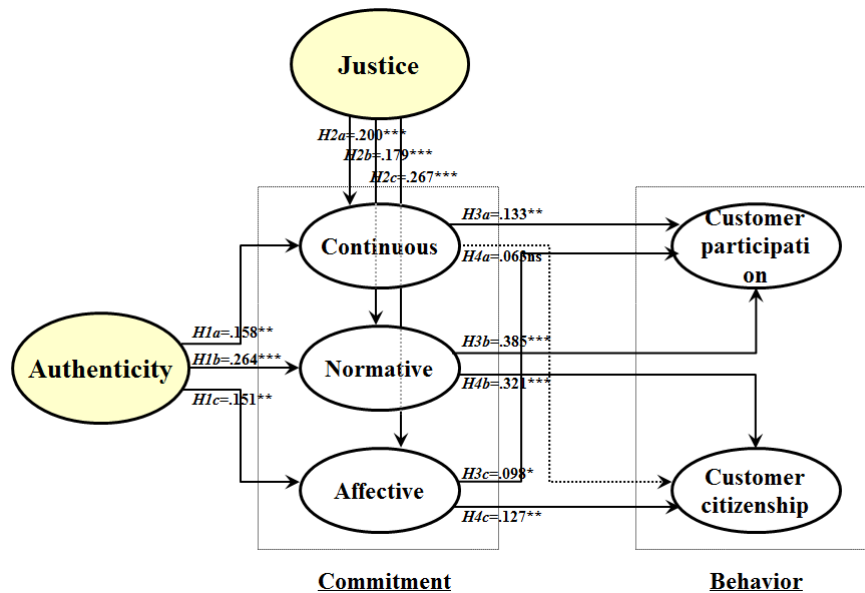 Justice
H2a=.200***
H2b=.179***
H2c=.267***
Continuous
H3a=.133**
H4a=.063ns
Customer
participati
on
Authenticity
H1a=.158**
H1b=.264***
H1c=.151**
Normative
H3b=.385***
H4b=.321***
Affective
H3c=.098*
H4c=.127**
Customer
citizenship
Commitment
Behavior